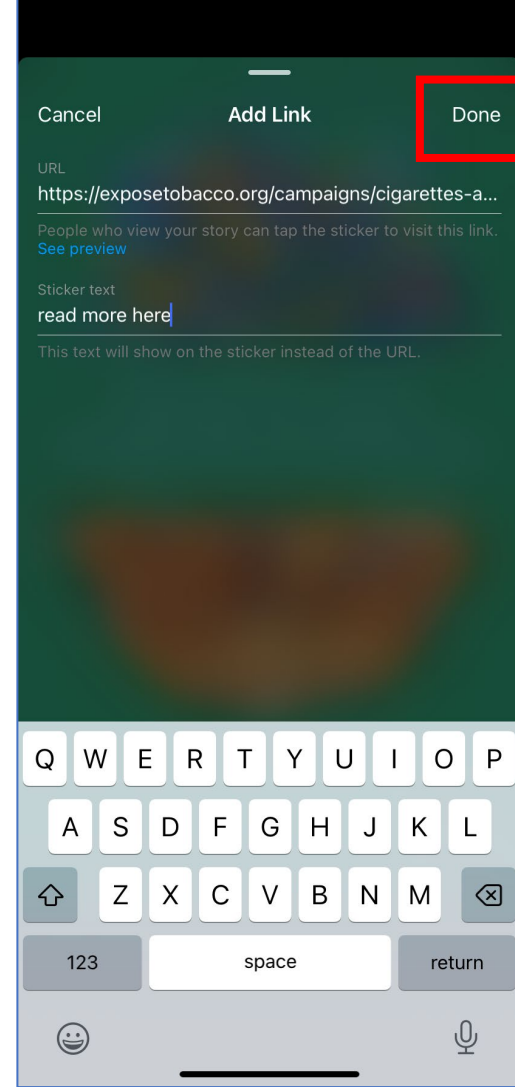 Cancel Add Link Done
URL
https://exposetobacco.org/campaigns/cigarettes-a...
People who view your story can tap the sticker to visit this link.
See preview
Sticker text
read more here
This text will show on the sticker instead of the URL.
Q W E R T Y U I O P
A S D F G H J K L
Z X C V B N M
123 space return